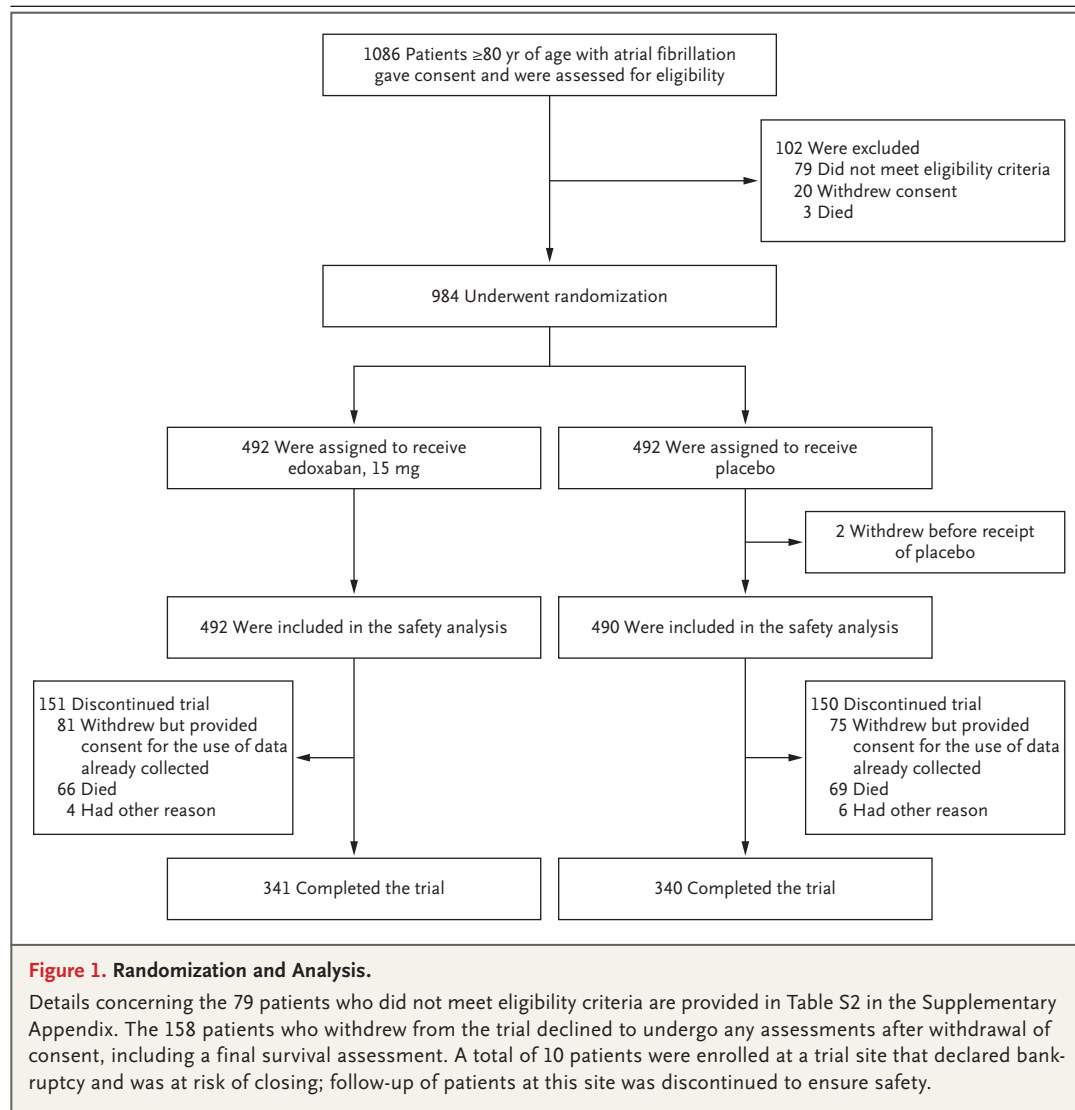 1086 Patients ≥80 yr of age with atrial fibrillation
gave consent and were assessed for eligibility
102 Were excluded
79 Did not meet eligibility criteria
20 Withdrew consent
3 Died
984 Underwent randomization
492 Were assigned to receive
edoxaban, 15 mg
492 Were assigned to receive
placebo
2 Withdrew before receipt
of placebo
492 Were included in the safety analysis
490 Were included in the safety analysis
151 Discontinued trial
81 Withdrew but provided
consent for the use of data
already collected
66 Died
4 Had other reason
150 Discontinued trial
75 Withdrew but provided
consent for the use of data
already collected
69 Died
6 Had other reason
341 Completed the trial
340 Completed the trial
Figure 1. Randomization and Analysis.
Details concerning the 79 patients who did not meet eligibility criteria are provided in Table S2 in the Supplementary
Appendix. The 158 patients who withdrew from the trial declined to undergo any assessments after withdrawal of
consent, including a final survival assessment. A total of 10 patients were enrolled at a trial site that declared bank-
ruptcy and was at risk of closing; follow-up of patients at this site was discontinued to ensure safety.